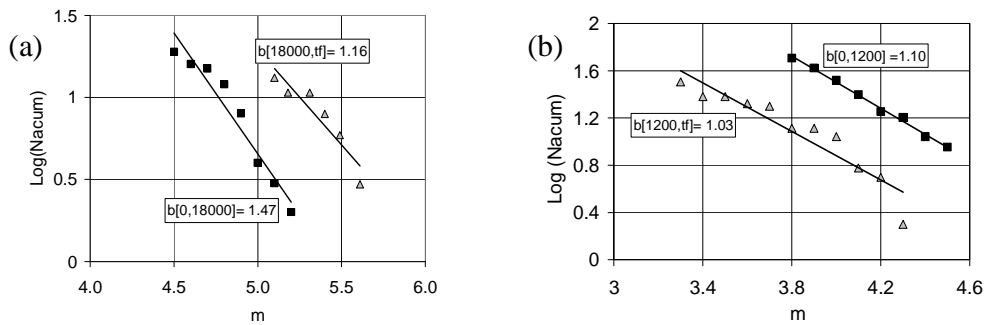 (a)
Log(Nacum)
1.5
1
0.5
0
4.0 4.5 5.0 5.5 6.0
m
b[18000,tf]= 1.16
b[0,18000]= 1.47
(b)
Log (Nacum)
2
1.6
1.2
0.8
0.4
0
3 3.4 3.8 4.2 4.6
m
b[0,1200] =1.10
b[1200,tf]= 1.03